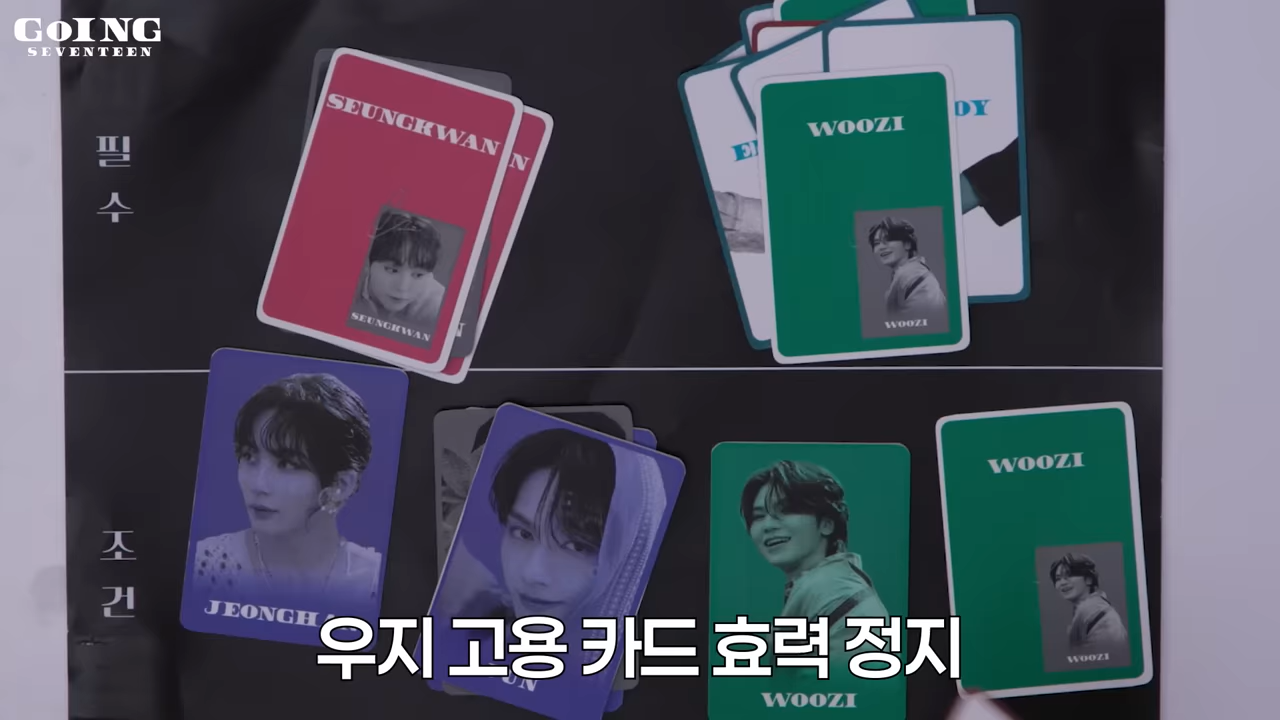 GOING
SEVENTEEN
필수
SEUNGKWAN
SEUNGKWAN
WOOZI
WOOZI
조건
WOOZI
WOOZI
WOOZI
우지 고용 카드 효력 정지